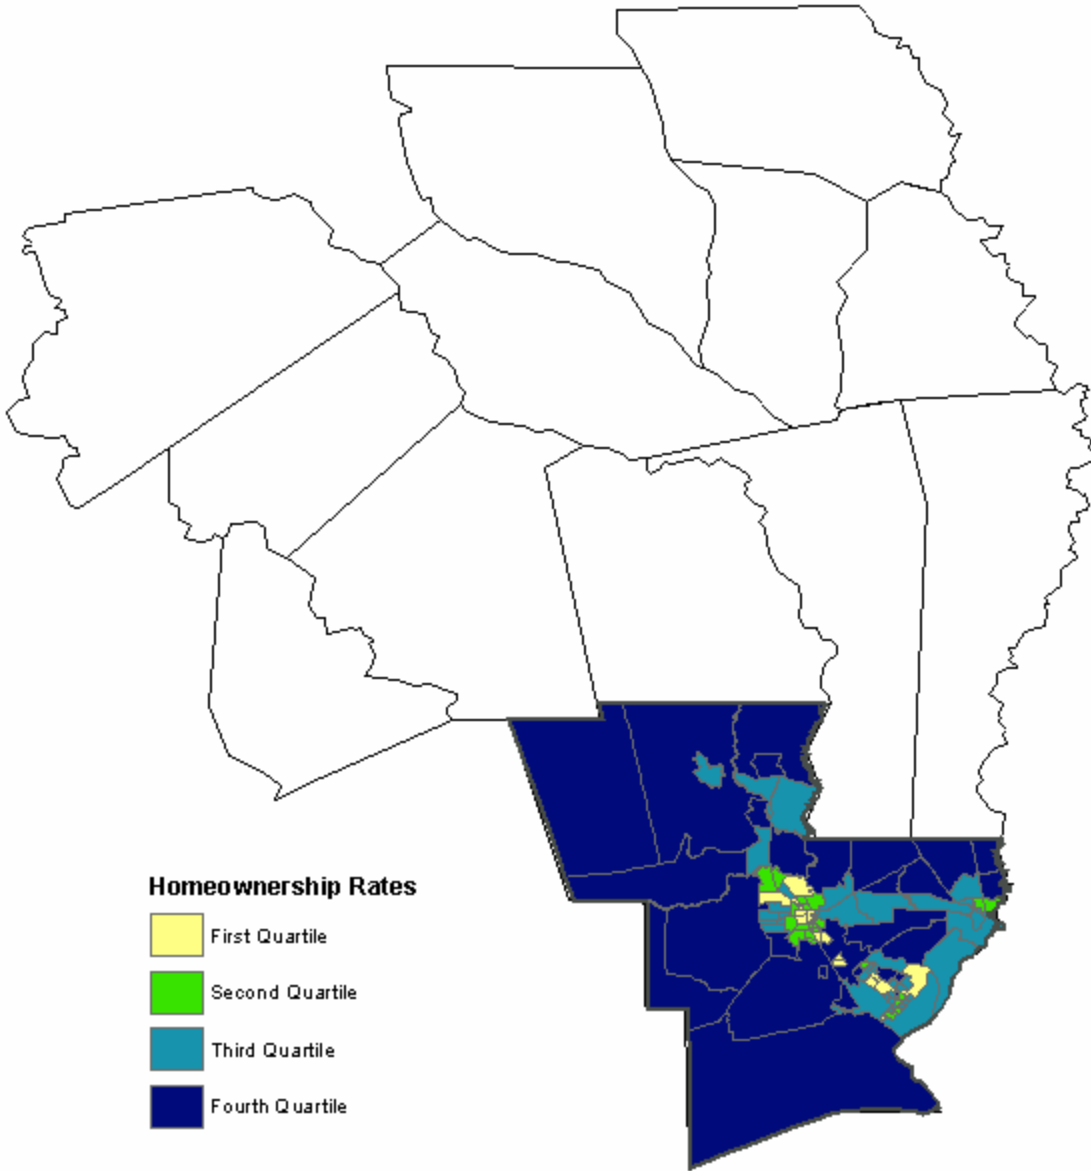 Homeownership Rates
First Quartile
Second Quartile
Third Quartile
Fourth Quartile